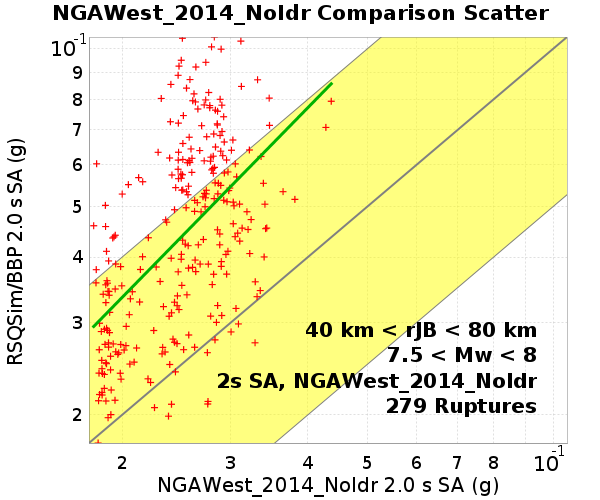 NGAWest_2014_NoIdr Comparison Scatter
10⁻¹
9
8
7
6
5
4
3
2
RSQSim/BBP 2.0 s SA (g)
40 km < rJB < 80 km
7.5 < Mw < 8
2s SA, NGAWest_2014_NoIdr
279 Ruptures
2 3 4 5 6 7 8 10⁻¹
NGAWest_2014_NoIdr 2.0 s SA (g)